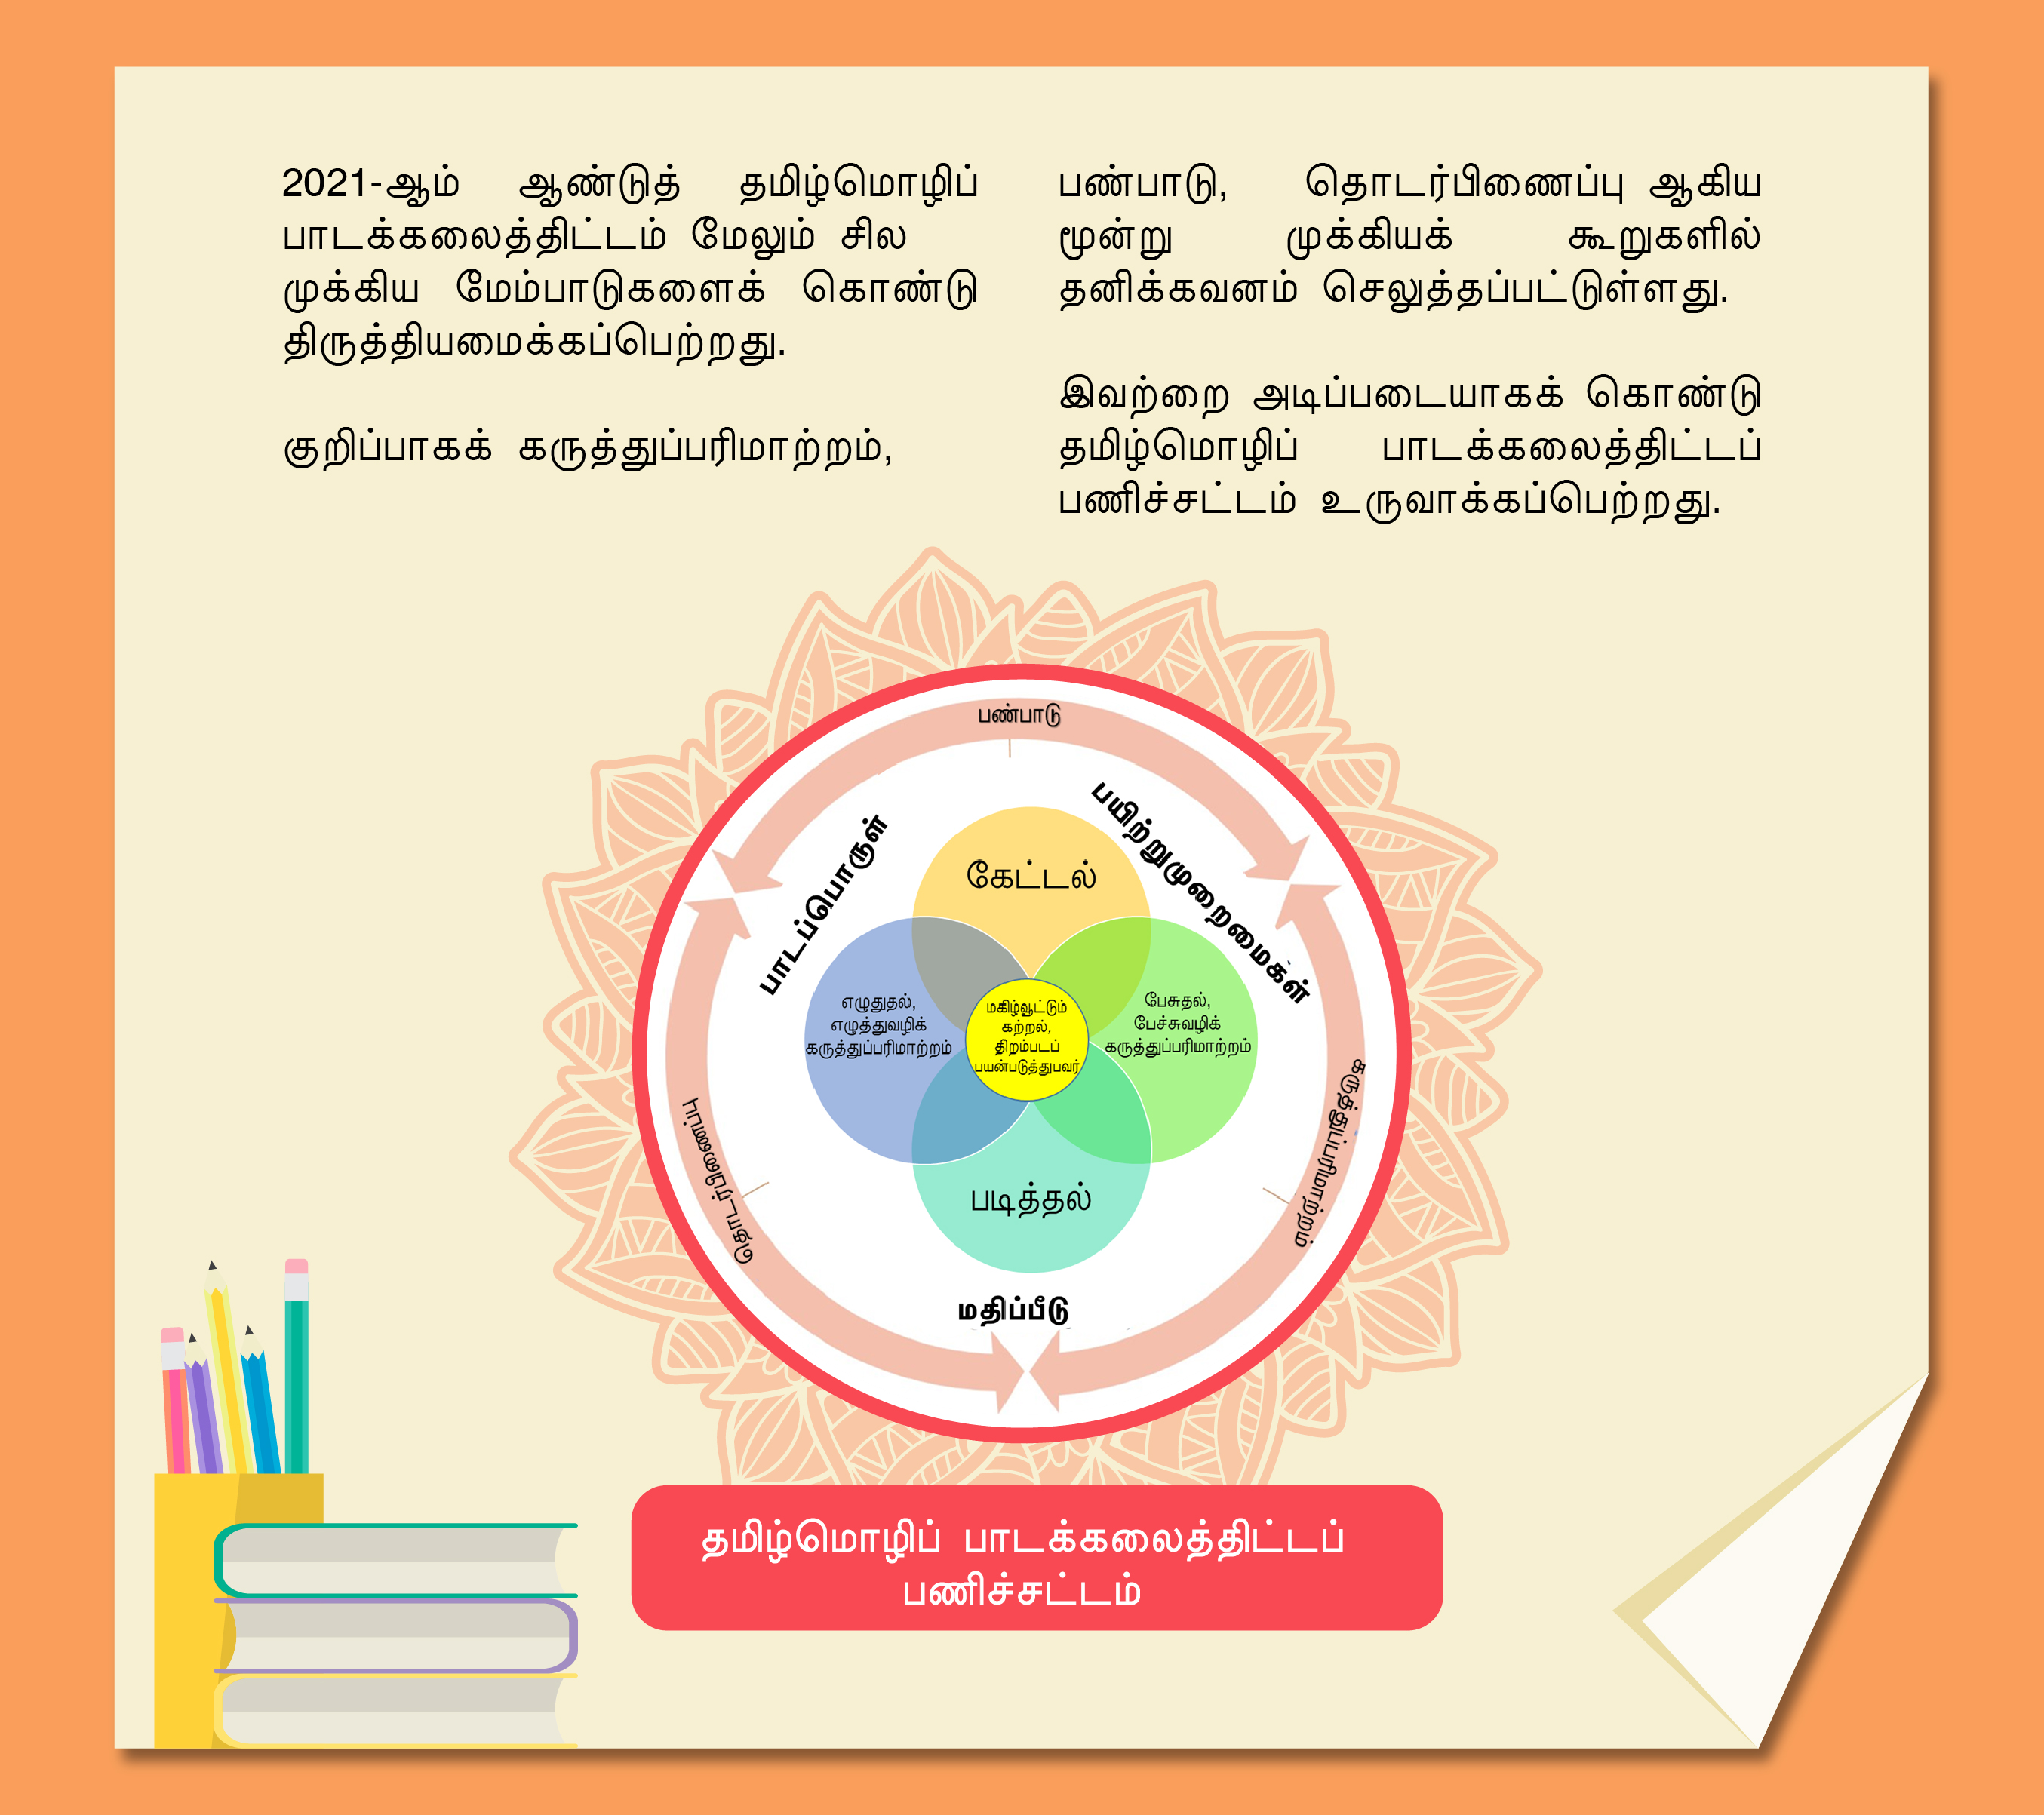 2021-ஆம் ஆண்டுத் தமிழ்மொழிப்
பாடக்கலைத்திட்டம் மேலும் சில
முக்கிய மேம்பாடுகளைக் கொண்டு
திருத்தியமைக்கப்பெற்றது.
குறிப்பாகக் கருத்துப்பரிமாற்றம்,
பண்பாடு, தொடர்பிணைப்பு ஆகிய
மூன்று முக்கியக் கூறுகளில்
தனிக்கவனம் செலுத்தப்பட்டுள்ளது.
இவற்றை அடிப்படையாகக் கொண்டு
தமிழ்மொழிப் பாடக்கலைத்திட்டப்
பணிச்சட்டம் உருவாக்கப்பெற்றது.
பண்பாடு
பாடப்பொருள்
பயிற்றுமுறைமைகள்
கேட்டல்
எழுதுதல்,
எழுத்துவழிக்
கருத்துப்பரிமாற்றம்
மகிழ்வூட்டும்
கற்றல்,
திறம்படப்
பயன்படுத்துபவர்
பேசுதல்,
பேச்சுவழிக்
கருத்துப்பரிமாற்றம்
தொடர்பிணைப்பு
கருத்துப்பரிமாற்றம்
படித்தல்
மதிப்பீடு
தமிழ்மொழிப் பாடக்கலைத்திட்டப்
பணிச்சட்டம்